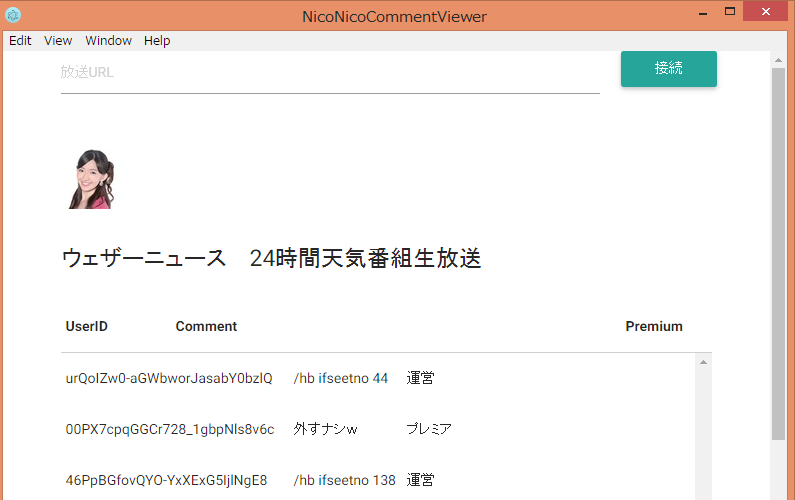 NicoNicoCommentViewer
Edit View Window Help
放送URL
接続
ウェザーニュース　24時間天気番組生放送
UserID Comment Premium
urQoIZw0-aGWbworJasabY0bzlQ /hb ifseetno 44 運営
00PX7cpqGGCr728_1gbpNIs8v6c 外すナシw プレミア
46PpBGfovQYO-YxXExG5IjlNgE8 /hb ifseetno 138 運営